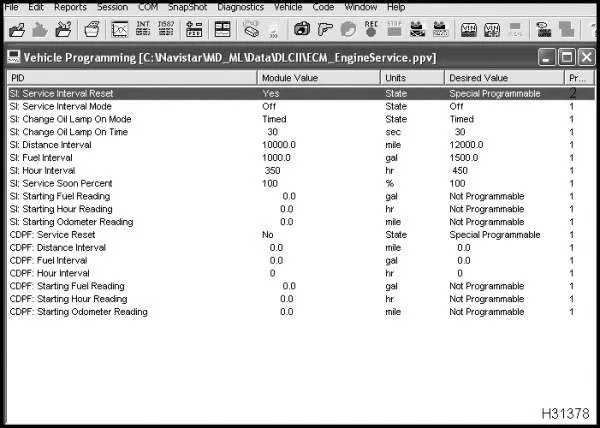 File Edit Reports Session COM SnapShot Diagnostics Vehicle Code Window Help
INT IS87 REC STOP VIN
Vehicle Programming [C:\Navistar\MD_ML\Data\DLCII\ECM_EngineService.ppv]
PID Module Value Units Desired Value Pr...
SI: Service Interval Reset Yes State Special Programmable 2
SI: Service Interval Mode Off State Off 1
SI: Change Oil Lamp On Mode Timed State Timed 1
SI: Change Oil Lamp On Time 30 sec 30 1
SI: Distance Interval 10000.0 mile 12000.0 1
SI: Fuel Interval 1000.0 gal 1500.0 1
SI: Hour Interval 350 hr 450 1
SI: Service Soon Percent 100 % 100 1
SI: Starting Fuel Reading 0.0 gal Not Programmable 1
SI: Starting Hour Reading 0.0 hr Not Programmable 1
SI: Starting Odometer Reading 0.0 mile Not Programmable 1
CDPF: Service Reset No State Special Programmable 1
CDPF: Distance Interval 0.0 mile 0.0 1
CDPF: Fuel Interval 0.0 gal 0.0 1
CDPF: Hour Interval 0 hr 0 1
CDPF: Starting Fuel Reading 0.0 gal Not Programmable 1
CDPF: Starting Hour Reading 0.0 hr Not Programmable 1
CDPF: Starting Odometer Reading 0.0 mile Not Programmable 1
H31378